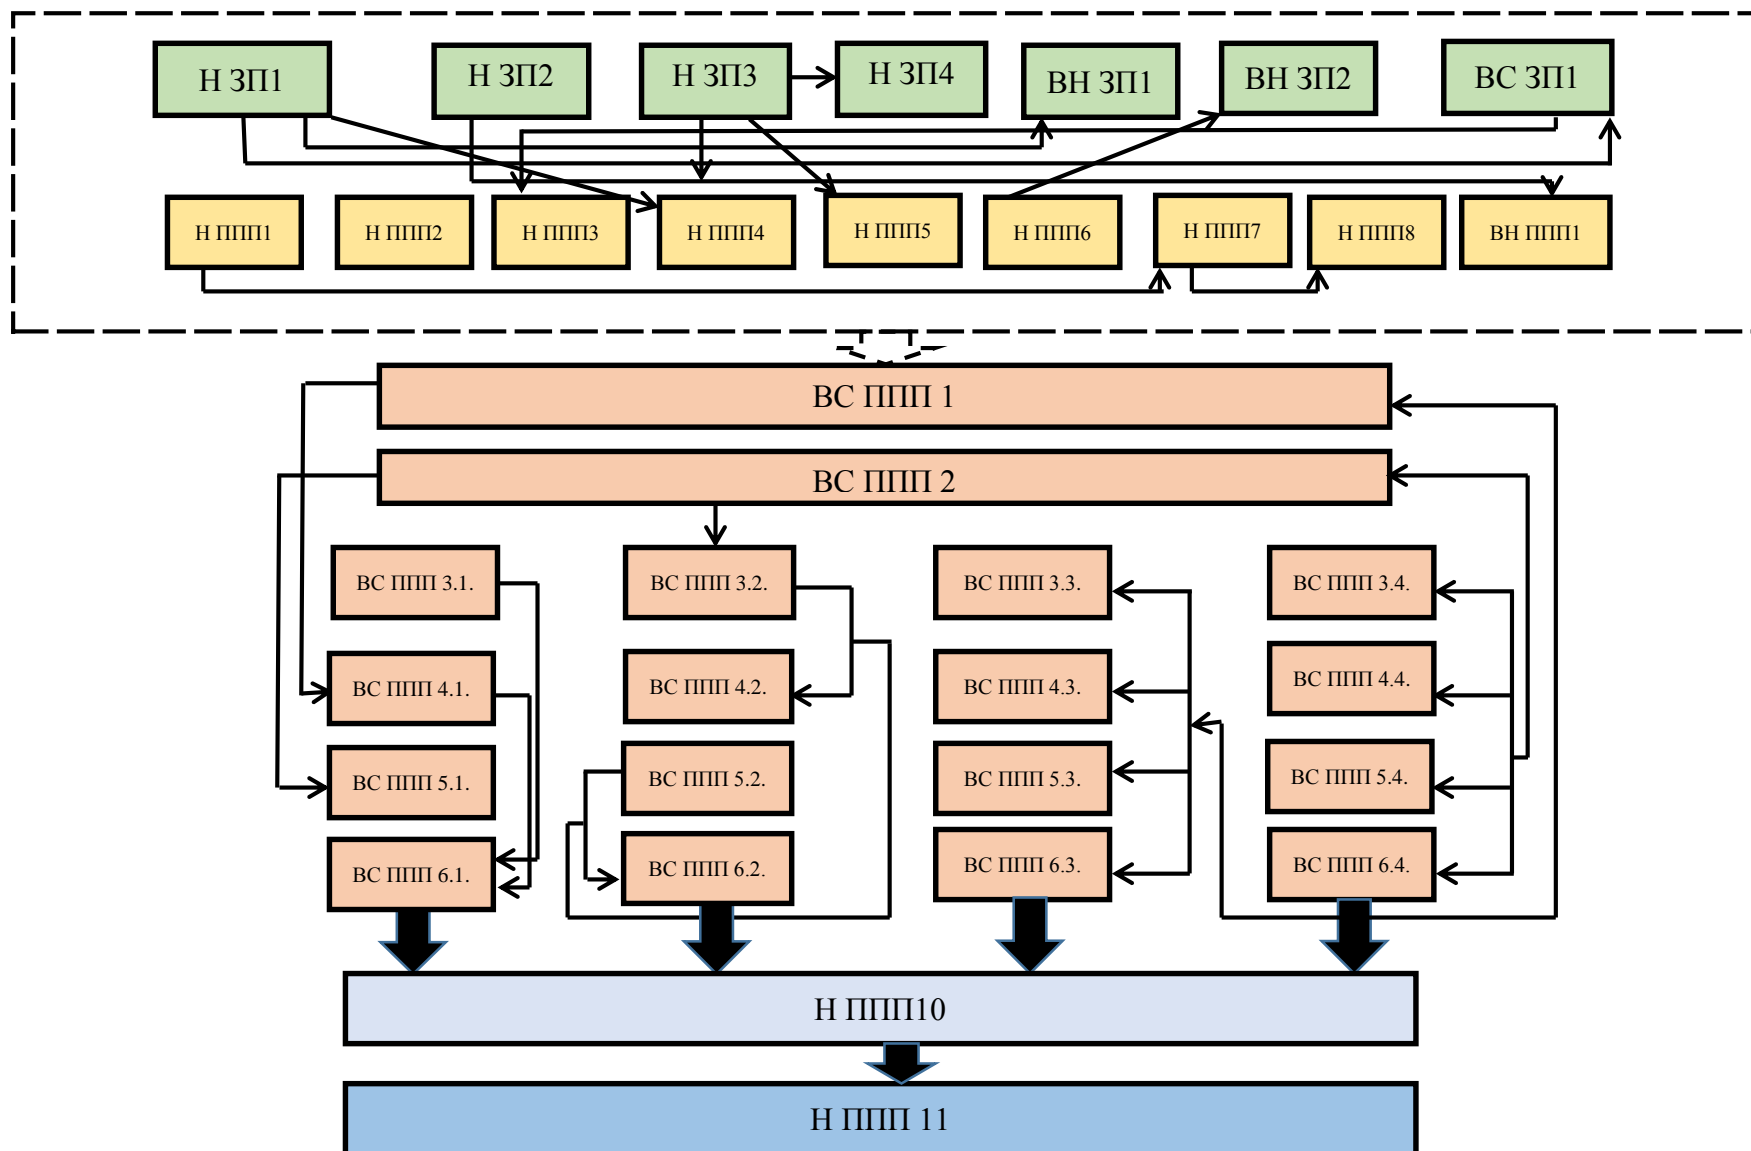 Н ЗП1
Н ЗП2
Н ЗП3
Н ЗП4
ВН ЗП1
ВН ЗП2
ВС ЗП1
Н ППП1
Н ППП2
Н ППП3
Н ППП4
Н ППП5
Н ППП6
Н ППП7
Н ППП8
ВН ППП1
ВС ППП 1
ВС ППП 2
ВС ППП 3.1.
ВС ППП 3.2.
ВС ППП 3.3.
ВС ППП 3.4.
ВС ППП 4.1.
ВС ППП 4.2.
ВС ППП 4.3.
ВС ППП 4.4.
ВС ППП 5.1.
ВС ППП 5.2.
ВС ППП 5.3.
ВС ППП 5.4.
ВС ППП 6.1.
ВС ППП 6.2.
ВС ППП 6.3.
ВС ППП 6.4.
Н ППП10
Н ППП 11